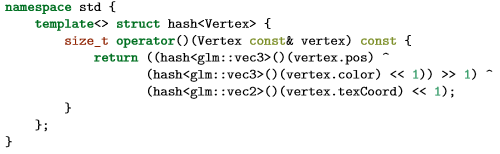 namespace std {
    template<> struct hash<Vertex> {
        size_t operator()(Vertex const& vertex) const {
            return ((hash<glm::vec3>()(vertex.pos) ^
                   (hash<glm::vec3>()(vertex.color) << 1)) >> 1) ^
                   (hash<glm::vec2>()(vertex.texCoord) << 1);
        }
    };
}